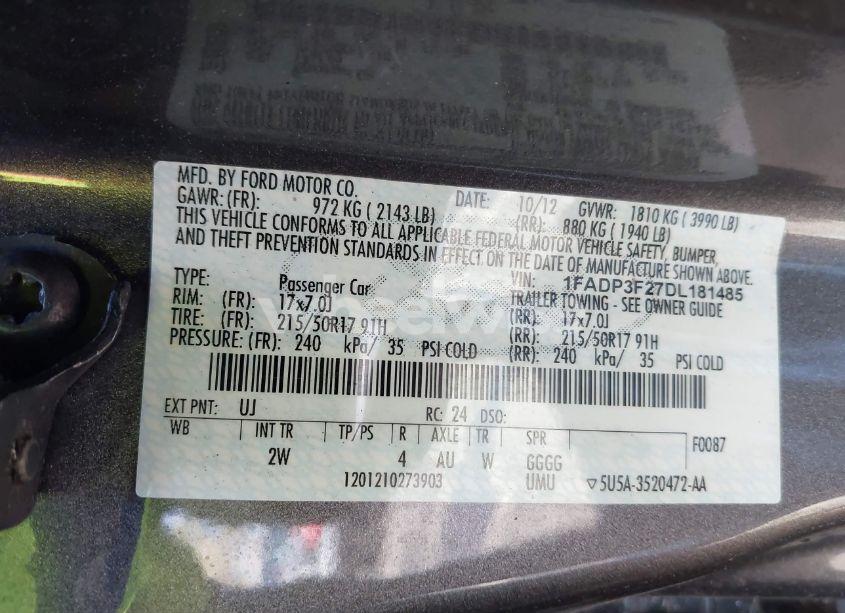 MFD. BY FORD MOTOR CO. DATE: 10/12 GVWR: 1810 KG ( 3990 LB)
GAWR: (FR): 972 KG ( 2143 LB) (RR): 880 KG ( 1940 LB)
THIS VEHICLE CONFORMS TO ALL APPLICABLE FEDERAL MOTOR VEHICLE SAFETY, BUMPER,
AND THEFT PREVENTION STANDARDS IN EFFECT ON THE DATE OF MANUFACTURE SHOWN ABOVE.
VIN: 1FADP3F27DL181485
TYPE: Passenger Car TRAILER TOWING - SEE OWNER GUIDE
RIM: (FR) 17x7.0J (RR): 17x7.0J
TIRE: (FR): 215/50R17 91H (RR): 215/50R17 91H
PRESSURE: (FR): 240 kPa/ 35 PSI COLD (RR): 240 kPa/ 35 PSI COLD
EXT PNT: UJ RC: 24 DSO:
WB INT TR TP/PS R AXLE TR SPR F0087
2W 4 AU W GGGG
1201210273903 UMU ▽5U5A-3520472-AA